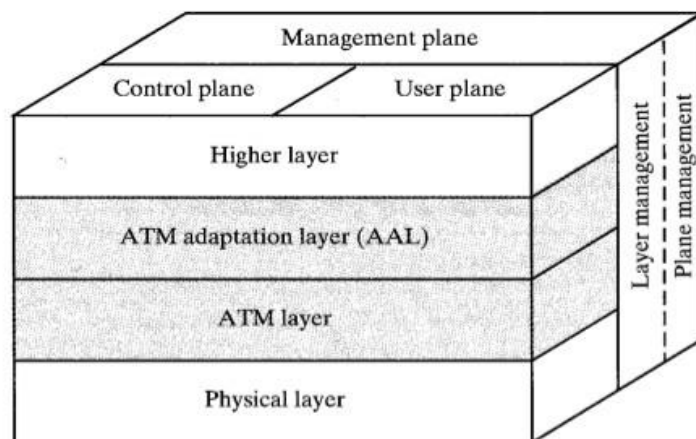 Management plane
Control plane
User plane
Higher layer
ATM adaptation layer (AAL)
ATM layer
Physical layer
Layer management
Plane management